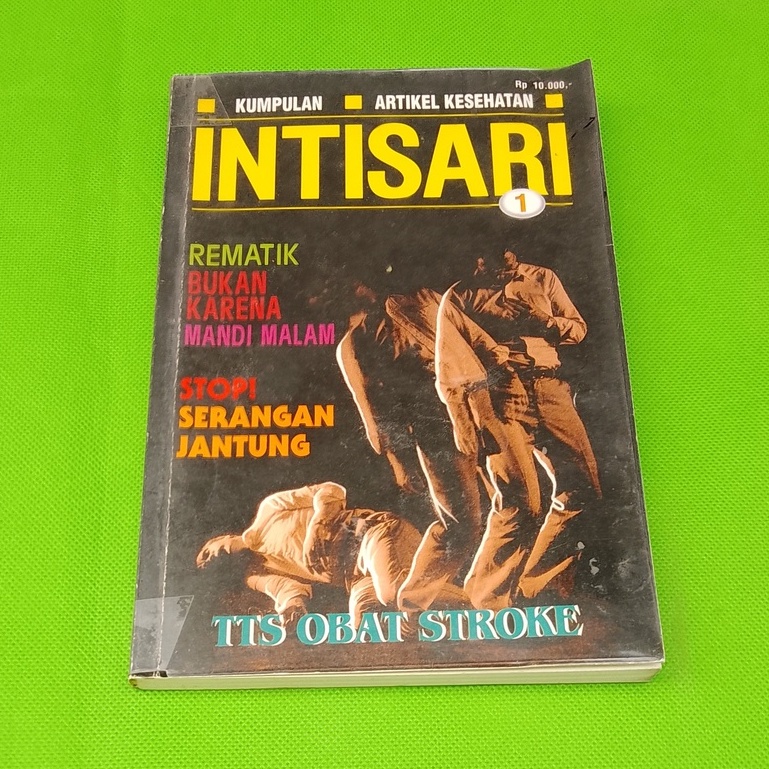 Rp 10.000,-
KUMPULAN ARTIKEL KESEHATAN
INTISARI
1
REMATIK
BUKAN
KARENA
MANDI MALAM
STOP!
SERANGAN
JANTUNG
TTS OBAT STROKE